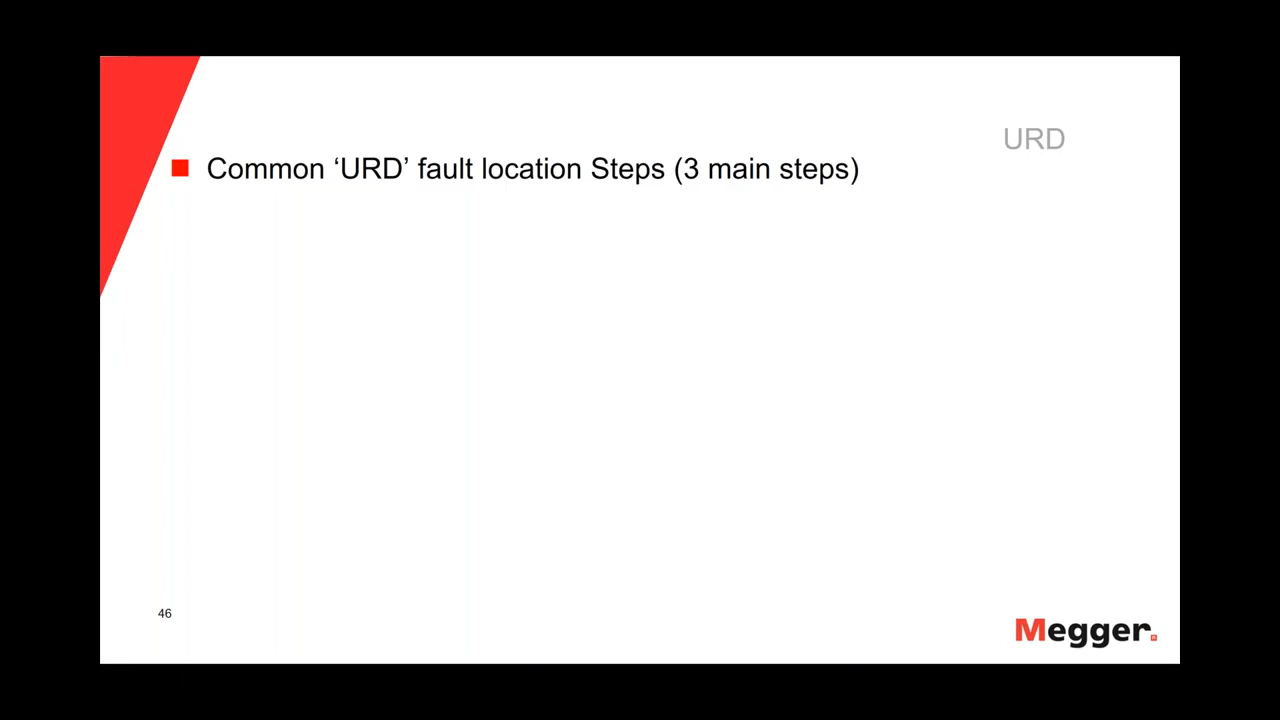 URD
Common ‘URD’ fault location Steps (3 main steps)
46
Megger.